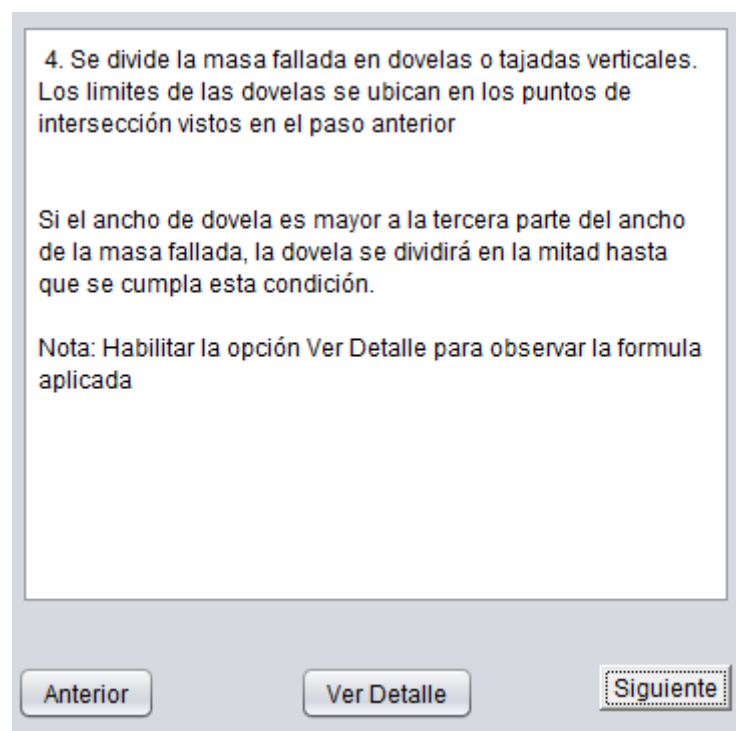 4. Se divide la masa fallada en dovelas o tajadas verticales.
Los limites de las dovelas se ubican en los puntos de
intersección vistos en el paso anterior
Si el ancho de dovela es mayor a la tercera parte del ancho
de la masa fallada, la dovela se dividirá en la mitad hasta
que se cumpla esta condición.
Nota: Habilitar la opción Ver Detalle para observar la formula
aplicada
Anterior
Ver Detalle
Siguiente